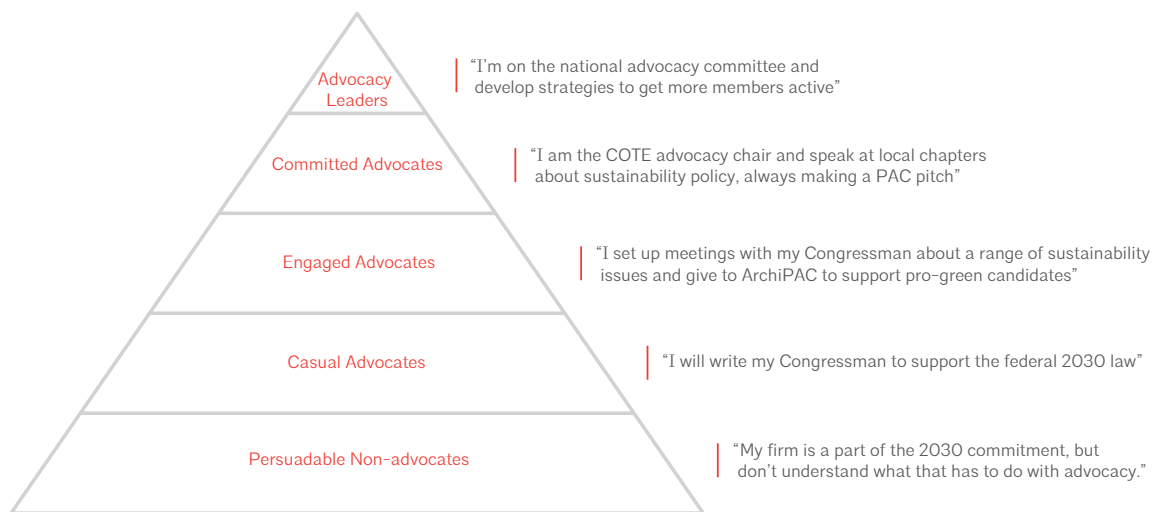 Advocacy
Leaders
“I’m on the national advocacy committee and
develop strategies to get more members active”
Committed Advocates
“I am the COTE advocacy chair and speak at local chapters
about sustainability policy, always making a PAC pitch”
Engaged Advocates
“I set up meetings with my Congressman about a range of sustainability
issues and give to ArchiPAC to support pro-green candidates”
Casual Advocates
“I will write my Congressman to support the federal 2030 law”
Persuadable Non-advocates
“My firm is a part of the 2030 commitment, but
don’t understand what that has to do with advocacy.”